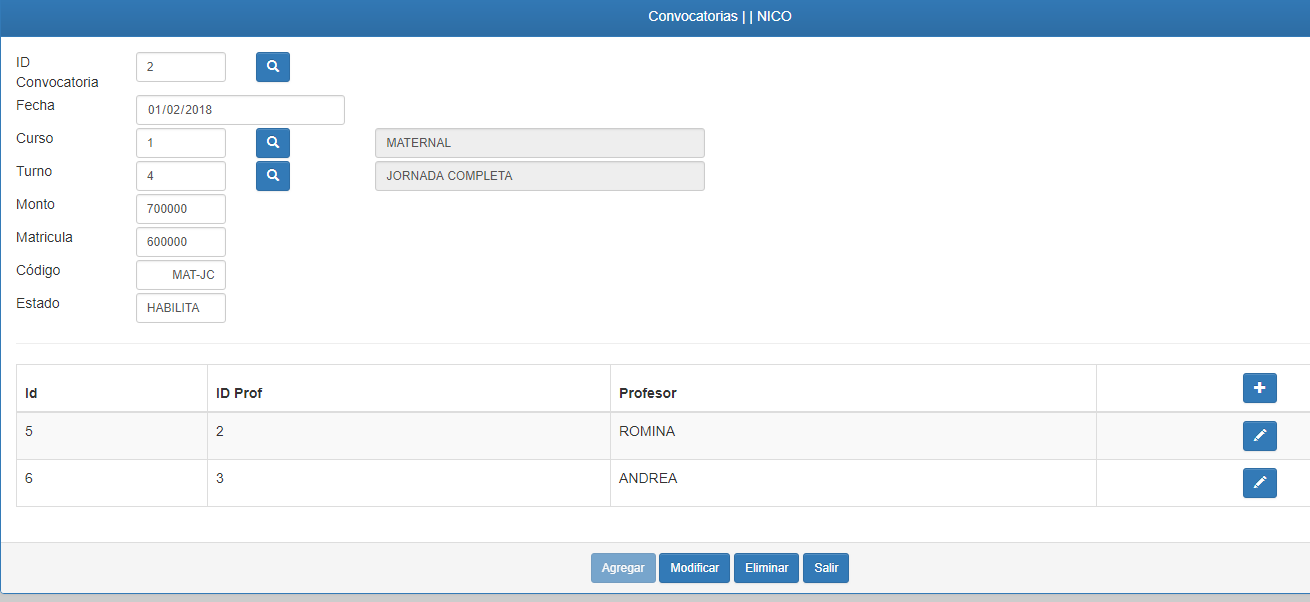 Convocatorias | | NICO
ID
Convocatoria
2
Fecha
01/02/2018
Curso
1
MATERNAL
Turno
4
JORNADA COMPLETA
Monto
700000
Matricula
600000
Código
MAT-JC
Estado
HABILITA
Id ID Prof Profesor
5 2 ROMINA
6 3 ANDREA
Agregar Modificar Eliminar Salir